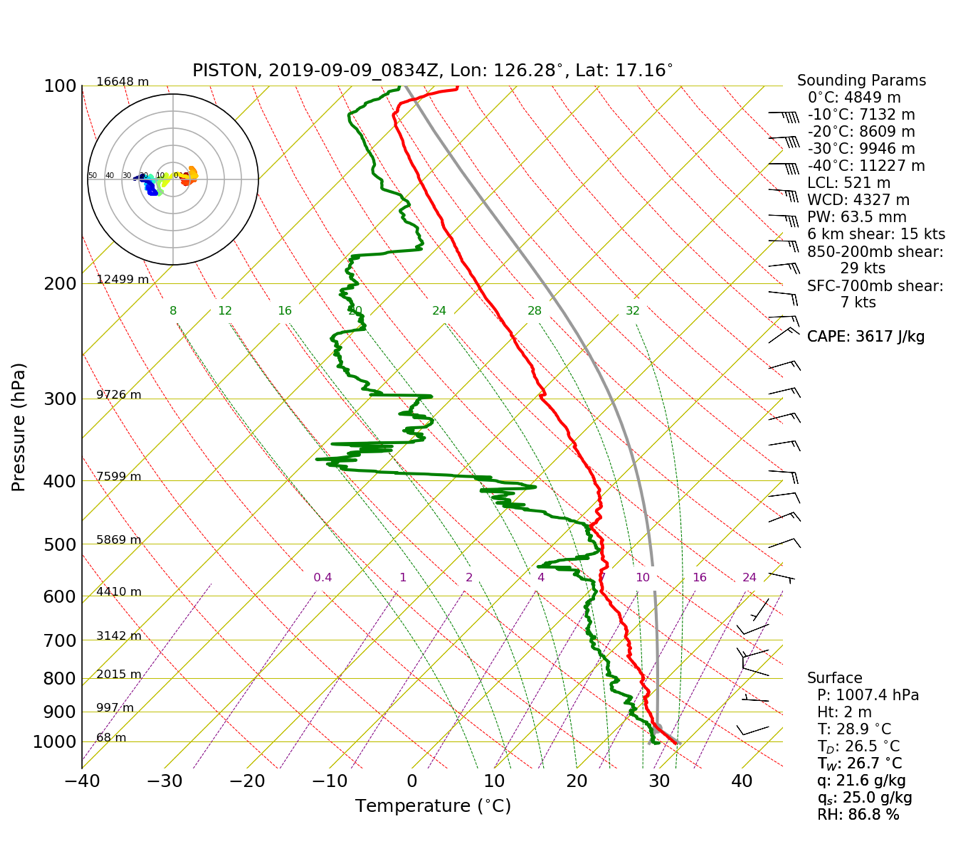 PISTON, 2019-09-09_0834Z, Lon: 126.28°, Lat: 17.16°
Sounding Params
0°C: 4849 m
-10°C: 7132 m
-20°C: 8609 m
-30°C: 9946 m
-40°C: 11227 m
LCL: 521 m
WCD: 4327 m
PW: 63.5 mm
6 km shear: 15 kts
850-200mb shear:
29 kts
SFC-700mb shear:
7 kts
CAPE: 3617 J/kg
100 16648 m
50 40 30 20 10 0
200 12499 m
8 12 16 20 24 28 32
300 9726 m
400 7599 m
500 5869 m
0.4 1 2 4 7 10 16 24
600 4410 m
700 3142 m
800 2015 m
900 997 m
1000 68 m
Pressure (hPa)
−40 −30 −20 −10 0 10 20 30 40
Temperature (°C)
Surface
P: 1007.4 hPa
Ht: 2 m
T: 28.9 °C
TD: 26.5 °C
TW: 26.7 °C
q: 21.6 g/kg
qs: 25.0 g/kg
RH: 86.8 %